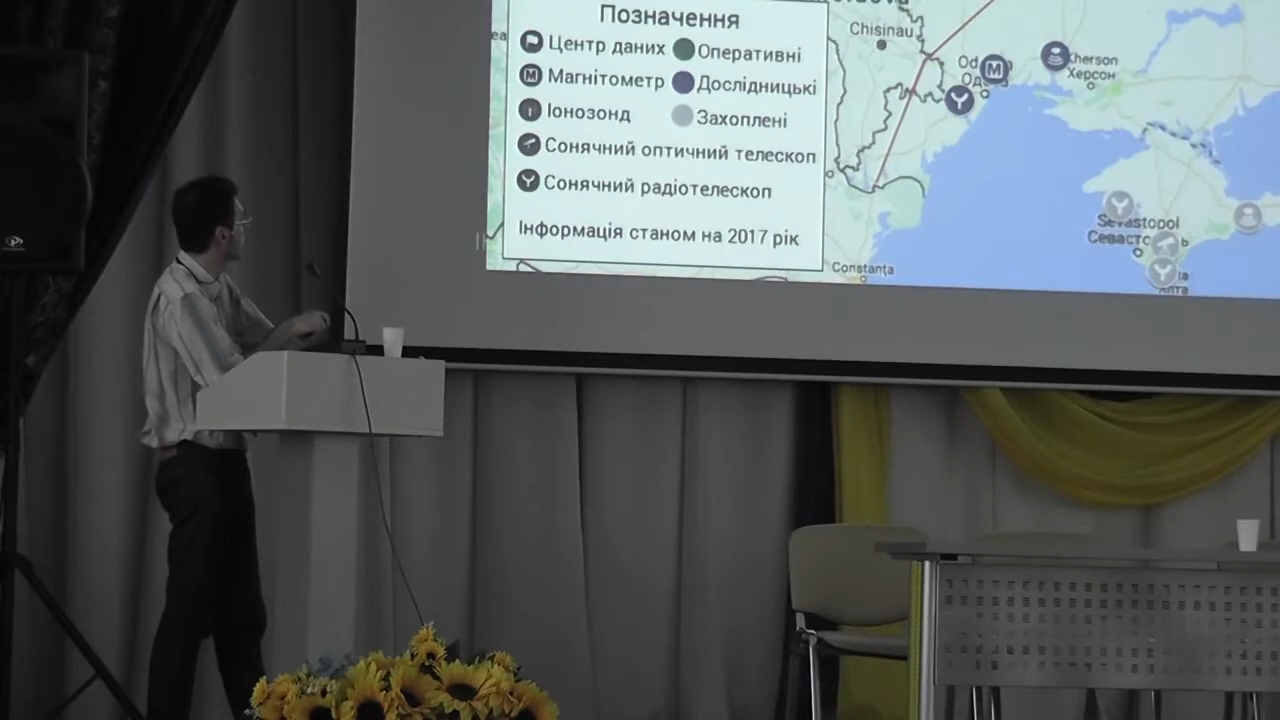 Позначення
Центр даних
Оперативні
Магнітометр
Дослідницькі
Іонозонд
Захоплені
Сонячний оптичний телескоп
Сонячний радіотелескоп
Інформація станом на 2017 рік
Chisinau
Kherson
Херсон
Sevastopol
Constanța